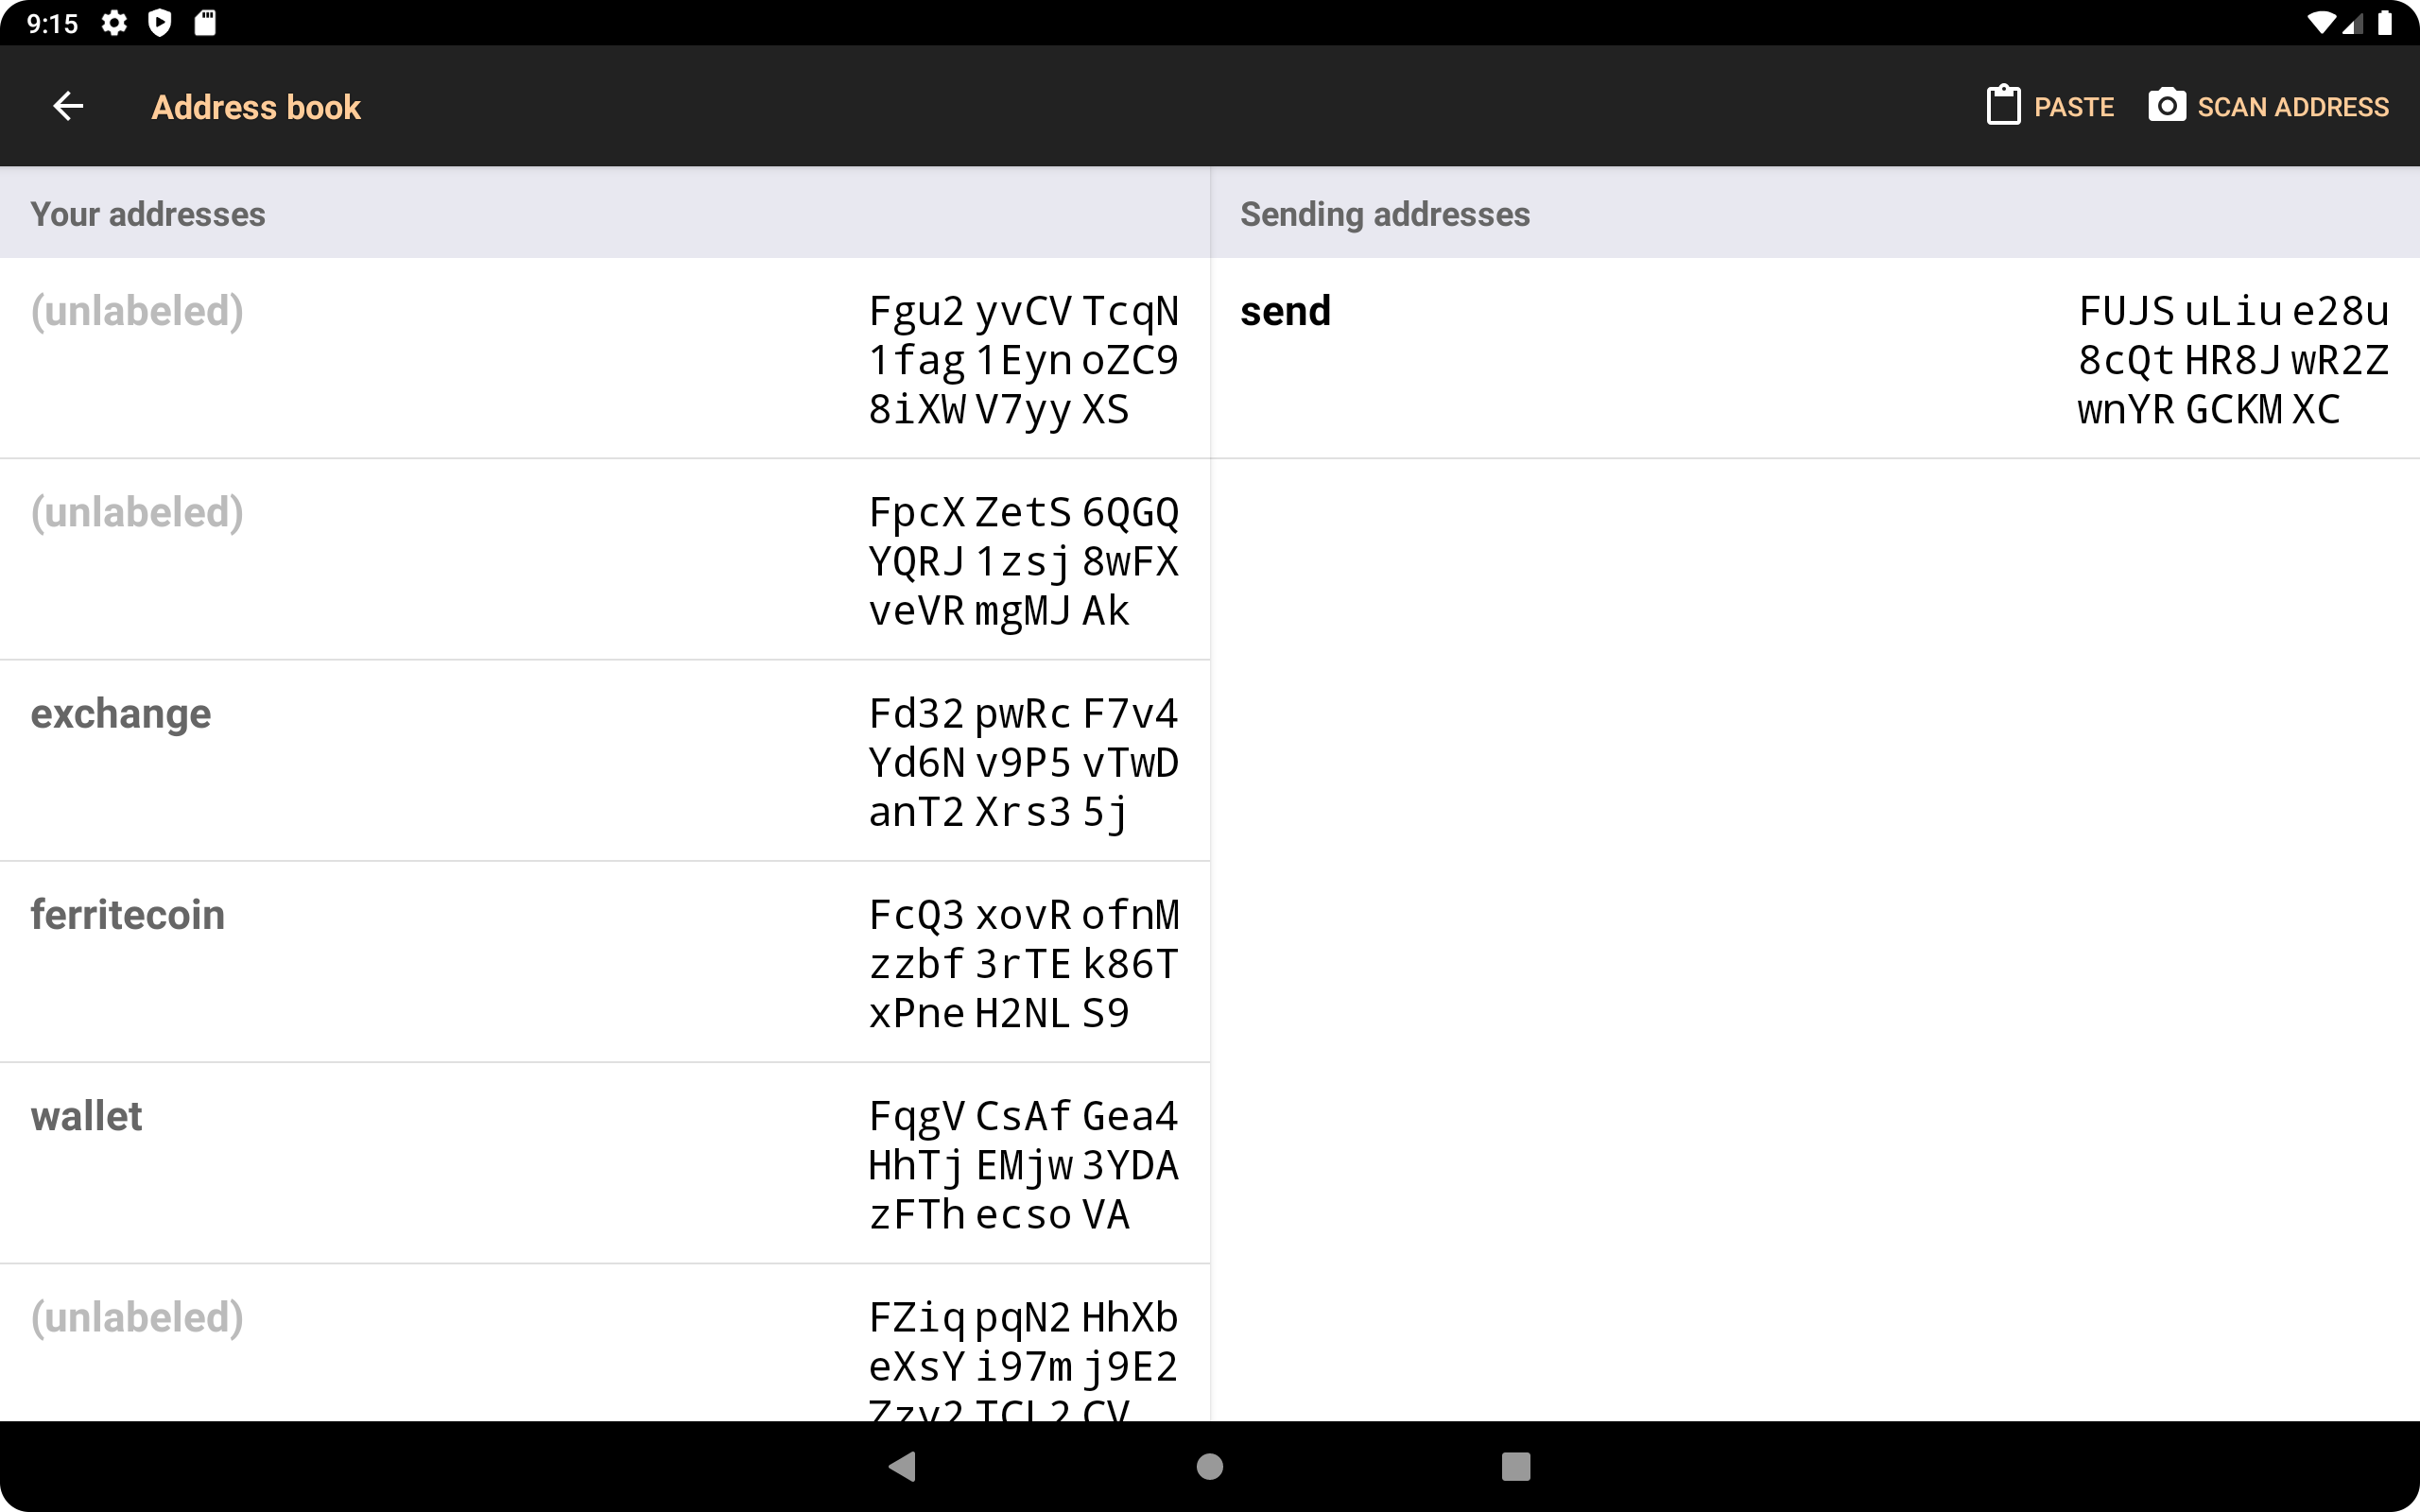 9:15
Address book
PASTE
SCAN ADDRESS
Your addresses
(unlabeled)
Fgu2 yvCV TcqN
1fag 1Eyn oZC9
8iXW V7yy XS
(unlabeled)
FpcX ZetS 6QGQ
YQRJ 1zsj 8wFX
veVR mgMJ Ak
exchange
Fd32 pwRc F7v4
Yd6N v9P5 vTwD
anT2 Xrs3 5j
ferritecoin
FcQ3 xovR ofnM
zzbf 3rTE k86T
xPne H2NL S9
wallet
FqgV CsAf Gea4
HhTj EMjw 3YDA
zFTh ecso VA
(unlabeled)
FZiq pqN2 HhXb
eXsY i97m j9E2
Sending addresses
send
FUJS uLiu e28u
8cQt HR8J wR2Z
wnYR GCKM XC